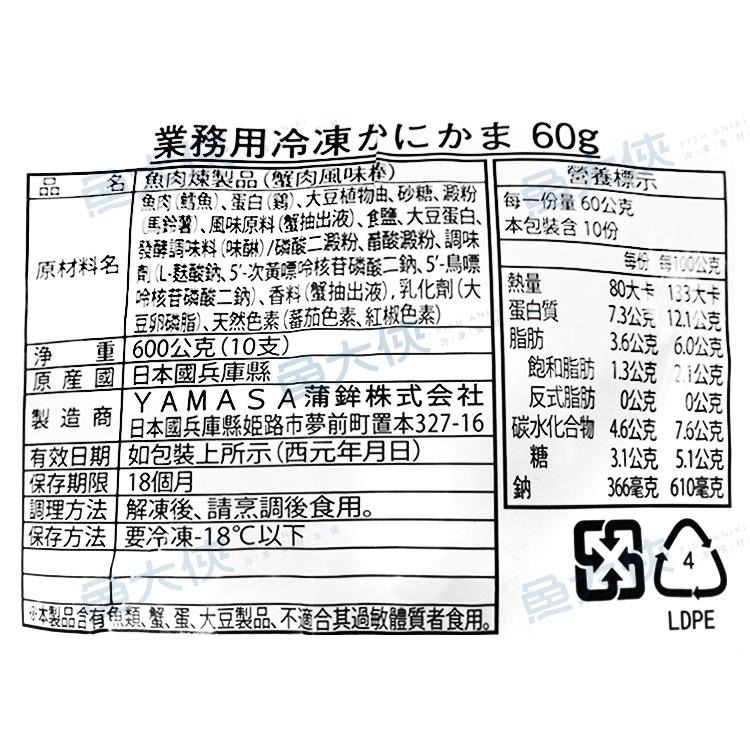 業務用冷凍かにかま 60g
品 名 魚肉煉製品(蟹肉風味棒)
原材料名 魚肉(鱈魚)、蛋白(鷄)、大豆植物由、砂糖、澱粉
(馬鈴薯)、風味原料(蟹抽出液)、食鹽、大豆蛋白、
發酵調味料(味醂)/磷酸二澱粉、醋酸澱粉、調味
劑(L-麩酸鈉、5'-次黃嘌呤核苷磷酸二鈉、5'-鳥嘌
呤核苷磷酸二鈉)、香料(蟹抽出液)、乳化劑(大
豆卵磷脂)、天然色素(蕃茄色素、紅椒色素)
淨 重 600公克(10支)
原産國 日本國兵庫縣
製造商 YAMASA蒲鉾株式会社
日本國兵庫縣姫路市夢前町置本327-16
有效日期 如包裝上所示(西元年月日)
保存期限 18個月
調理方法 解凍後、請烹調後食用。
保存方法 要冷凍-18℃以下
※本製品含有魚類、蟹、蛋、大豆製品、不適合其過敏體質者食用。
營養標示
每一份量 60公克
本包裝含 10份
每份 每100公克
熱量 80大卡 133大卡
蛋白質 7.3公克 12.1公克
脂肪 3.6公克 6.0公克
飽和脂肪 1.3公克 2.1公克
反式脂肪 0公克 0公克
碳水化合物 4.6公克 7.6公克
糖 3.1公克 5.1公克
鈉 366毫克 610毫克
4
LDPE
魚大俠
FISH ANIKI
冷凍食材